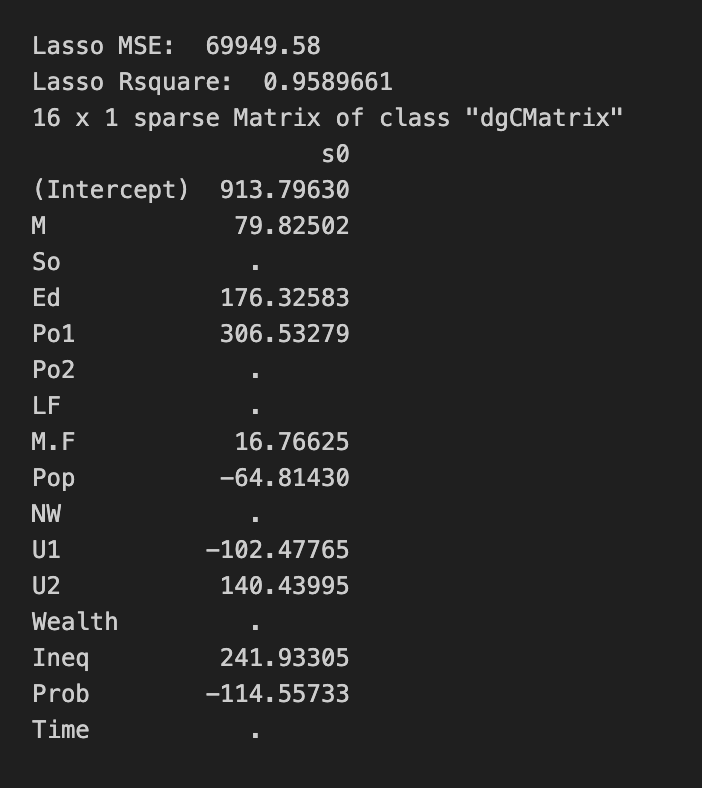 Lasso MSE:  69949.58
Lasso Rsquare:  0.9589661
16 x 1 sparse Matrix of class "dgCMatrix"
                    s0
(Intercept)  913.79630
M             79.82502
So             .
Ed           176.32583
Po1          306.53279
Po2            .
LF             .
M.F           16.76625
Pop          -64.81430
NW             .
U1          -102.47765
U2           140.43995
Wealth         .
Ineq         241.93305
Prob        -114.55733
Time           .